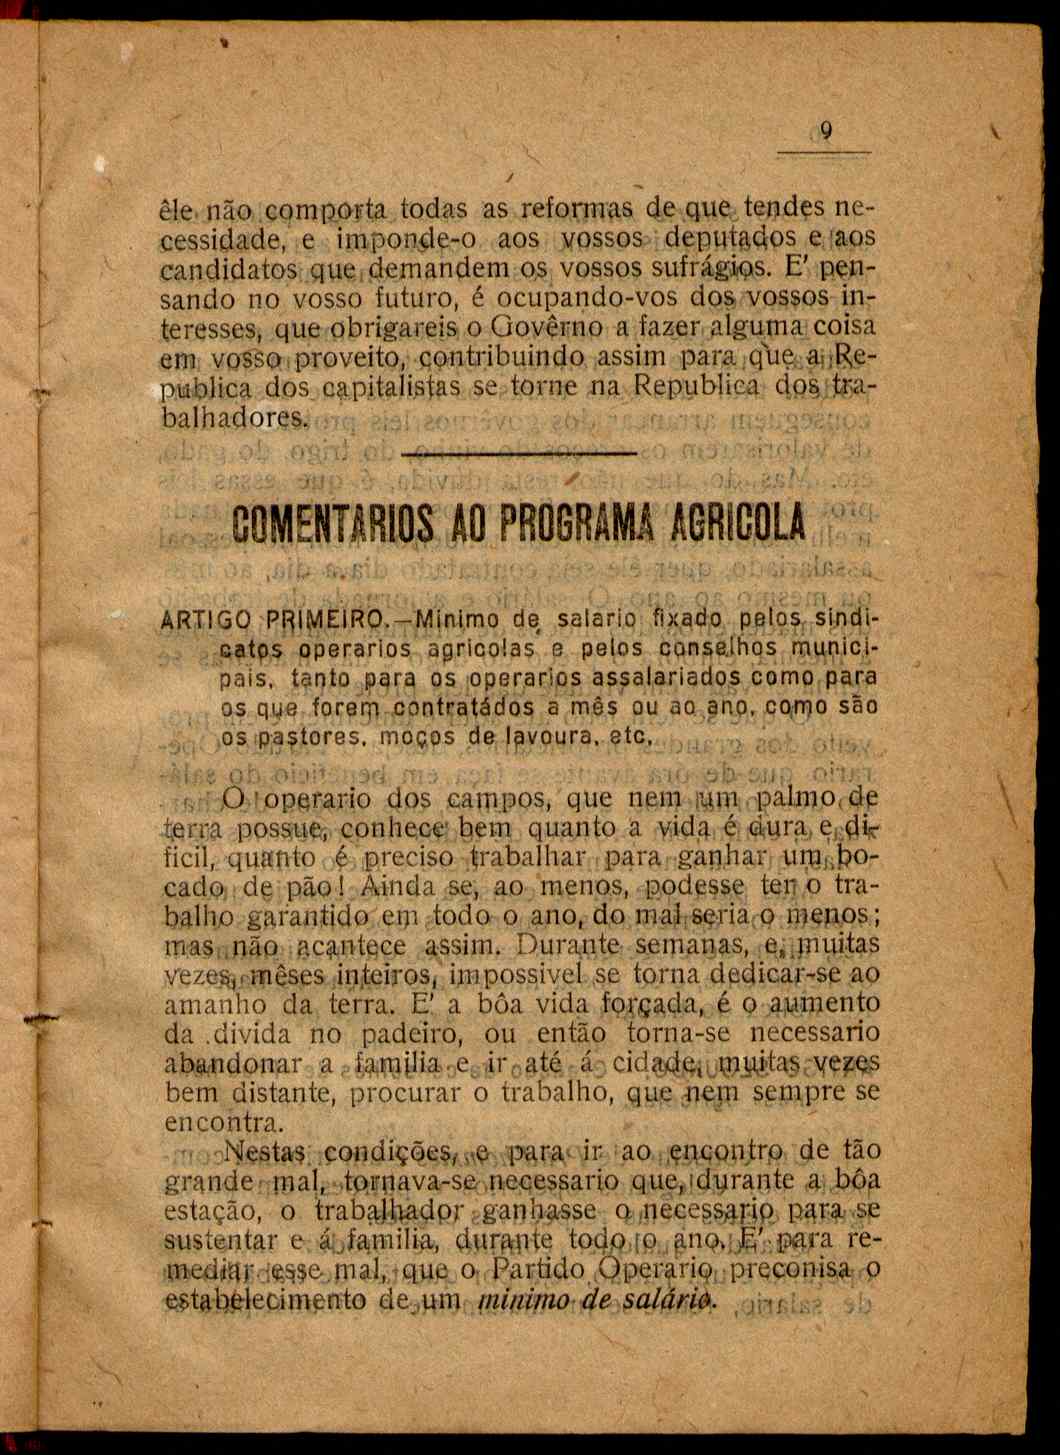 9
êle não comporta todas as reformas de que tendes ne-
cessidade, e imponde-o aos vossos deputados e aos
candidatos que demandem os vossos sufrágios. E' pen-
sando no vosso futuro, é ocupando-vos dos vossos in-
teresses, que obrigareis o Govêrno a fazer alguma coisa
em vosso proveito, contribuindo assim para que a Re-
publica dos capitalistas se torne na Republica dos tra-
balhadores.
COMENTARIOS AO PROGRAMA AGRICOLA
ARTIGO PRIMEIRO.—Minimo de salario fixado pelos sindi-
catos operarios agricolas e pelos conselhos munici-
pais, tanto para os operarios assalariados como para
os que forem contratádos a mês ou ao ano, como são
os pastores, moços de lavoura, etc.
O operario dos campos, que nem um palmo de
terra possue, conhece bem quanto a vida é dura e di-
ficil, quanto é preciso trabalhar para ganhar um bo-
cado de pão! Ainda se, ao menos, podesse ter o tra-
balho garantido em todo o ano, do mal seria o menos;
mas não acantece assim. Durante semanas, e, muitas
vezes, mêses inteiros, impossivel se torna dedicar-se ao
amanho da terra. E' a bôa vida forçada, é o aumento
da divida no padeiro, ou então torna-se necessario
abandonar a familia e ir até á cidade, muitas vezes
bem distante, procurar o trabalho, que nem sempre se
encontra.
Nestas condições, e para ir ao encontro de tão
grande mal, tornava-se necessario que, durante a bôa
estação, o trabalhador ganhasse o necessario para se
sustentar e á familia, durante todo o ano. E' para re-
mediar esse mal, que o Partido Operario preconisa o
estabelecimento de um minimo de salário.